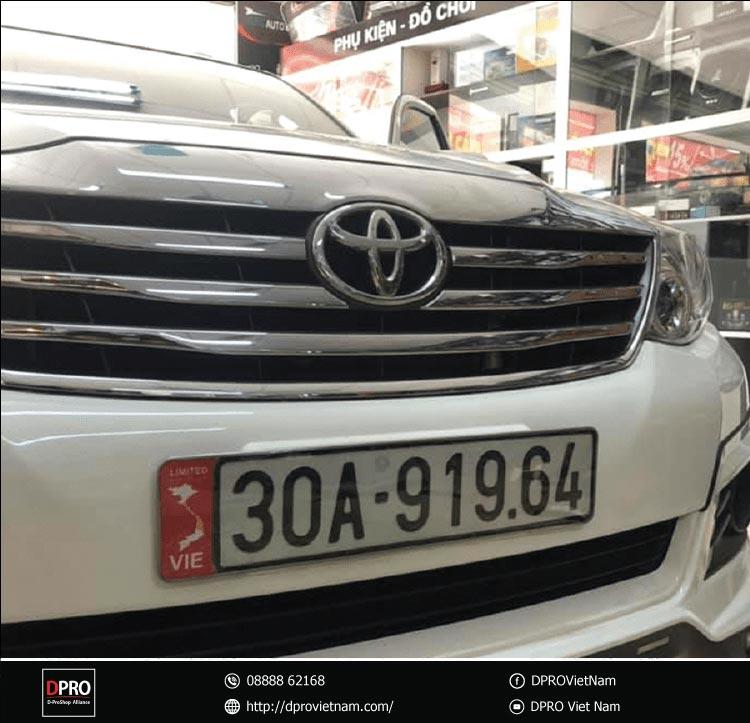 AUTO
PHỤ KIỆN - ĐỒ CHƠI
15%
LIMITED
VIE
30A-919.64
DPRO
D-ProShop Alliance
08888 62168
http://dprovietnam.com/
DPROVietNam
DPRO Viet Nam